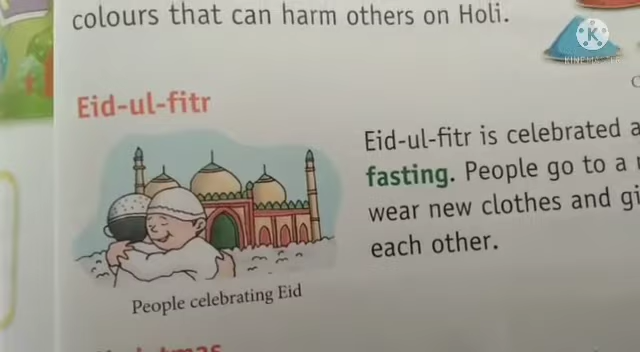 colours that can harm others on Holi.
Eid-ul-fitr
Eid-ul-fitr is celebrated a
fasting. People go to a
wear new clothes and gi
each other.
People celebrating Eid
K